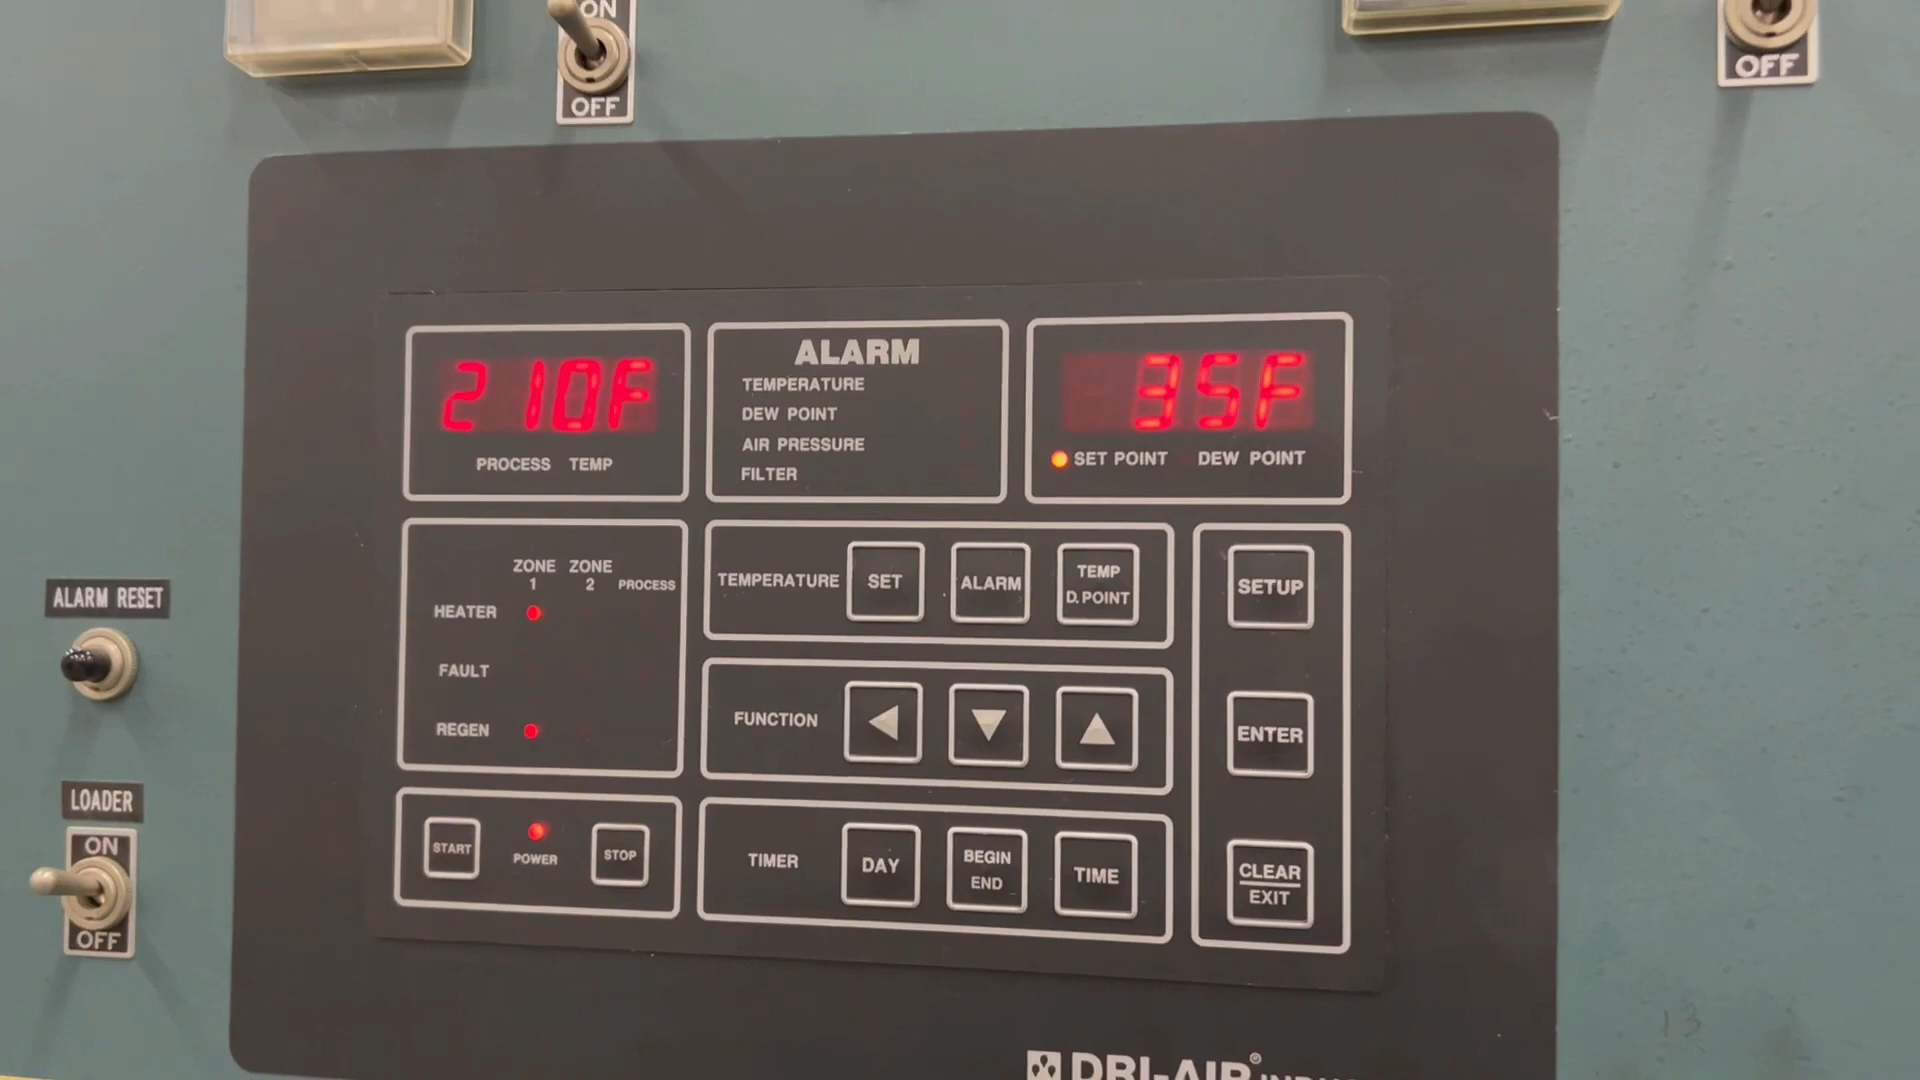 ON
OFF
OFF
210F
PROCESS TEMP
ALARM
TEMPERATURE
DEW POINT
AIR PRESSURE
FILTER
35F
SET POINT DEW POINT
ZONE ZONE
1 2 PROCESS
HEATER
FAULT
REGEN
TEMPERATURE
SET
ALARM
TEMP
D. POINT
SETUP
ALARM RESET
FUNCTION
ENTER
LOADER
ON
OFF
START
POWER
STOP
TIMER
DAY
BEGIN
END
TIME
CLEAR
EXIT
13
DRI-AIR®